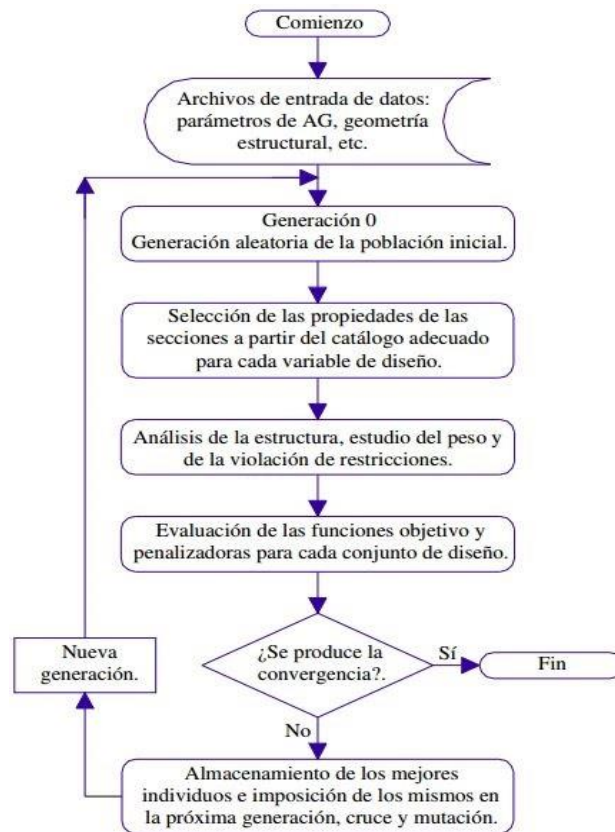 Comienzo
Archivos de entrada de datos:
parámetros de AG, geometría
estructural, etc.
Generación 0
Generación aleatoria de la población inicial.
Selección de las propiedades de las
secciones a partir del catálogo adecuado
para cada variable de diseño.
Análisis de la estructura, estudio del peso y
de la violación de restricciones.
Evaluación de las funciones objetivo y
penalizadoras para cada conjunto de diseño.
¿Se produce la
convergencia?.
Sí
Fin
No
Almacenamiento de los mejores
individuos e imposición de los mismos en
la próxima generación, cruce y mutación.
Nueva
generación.